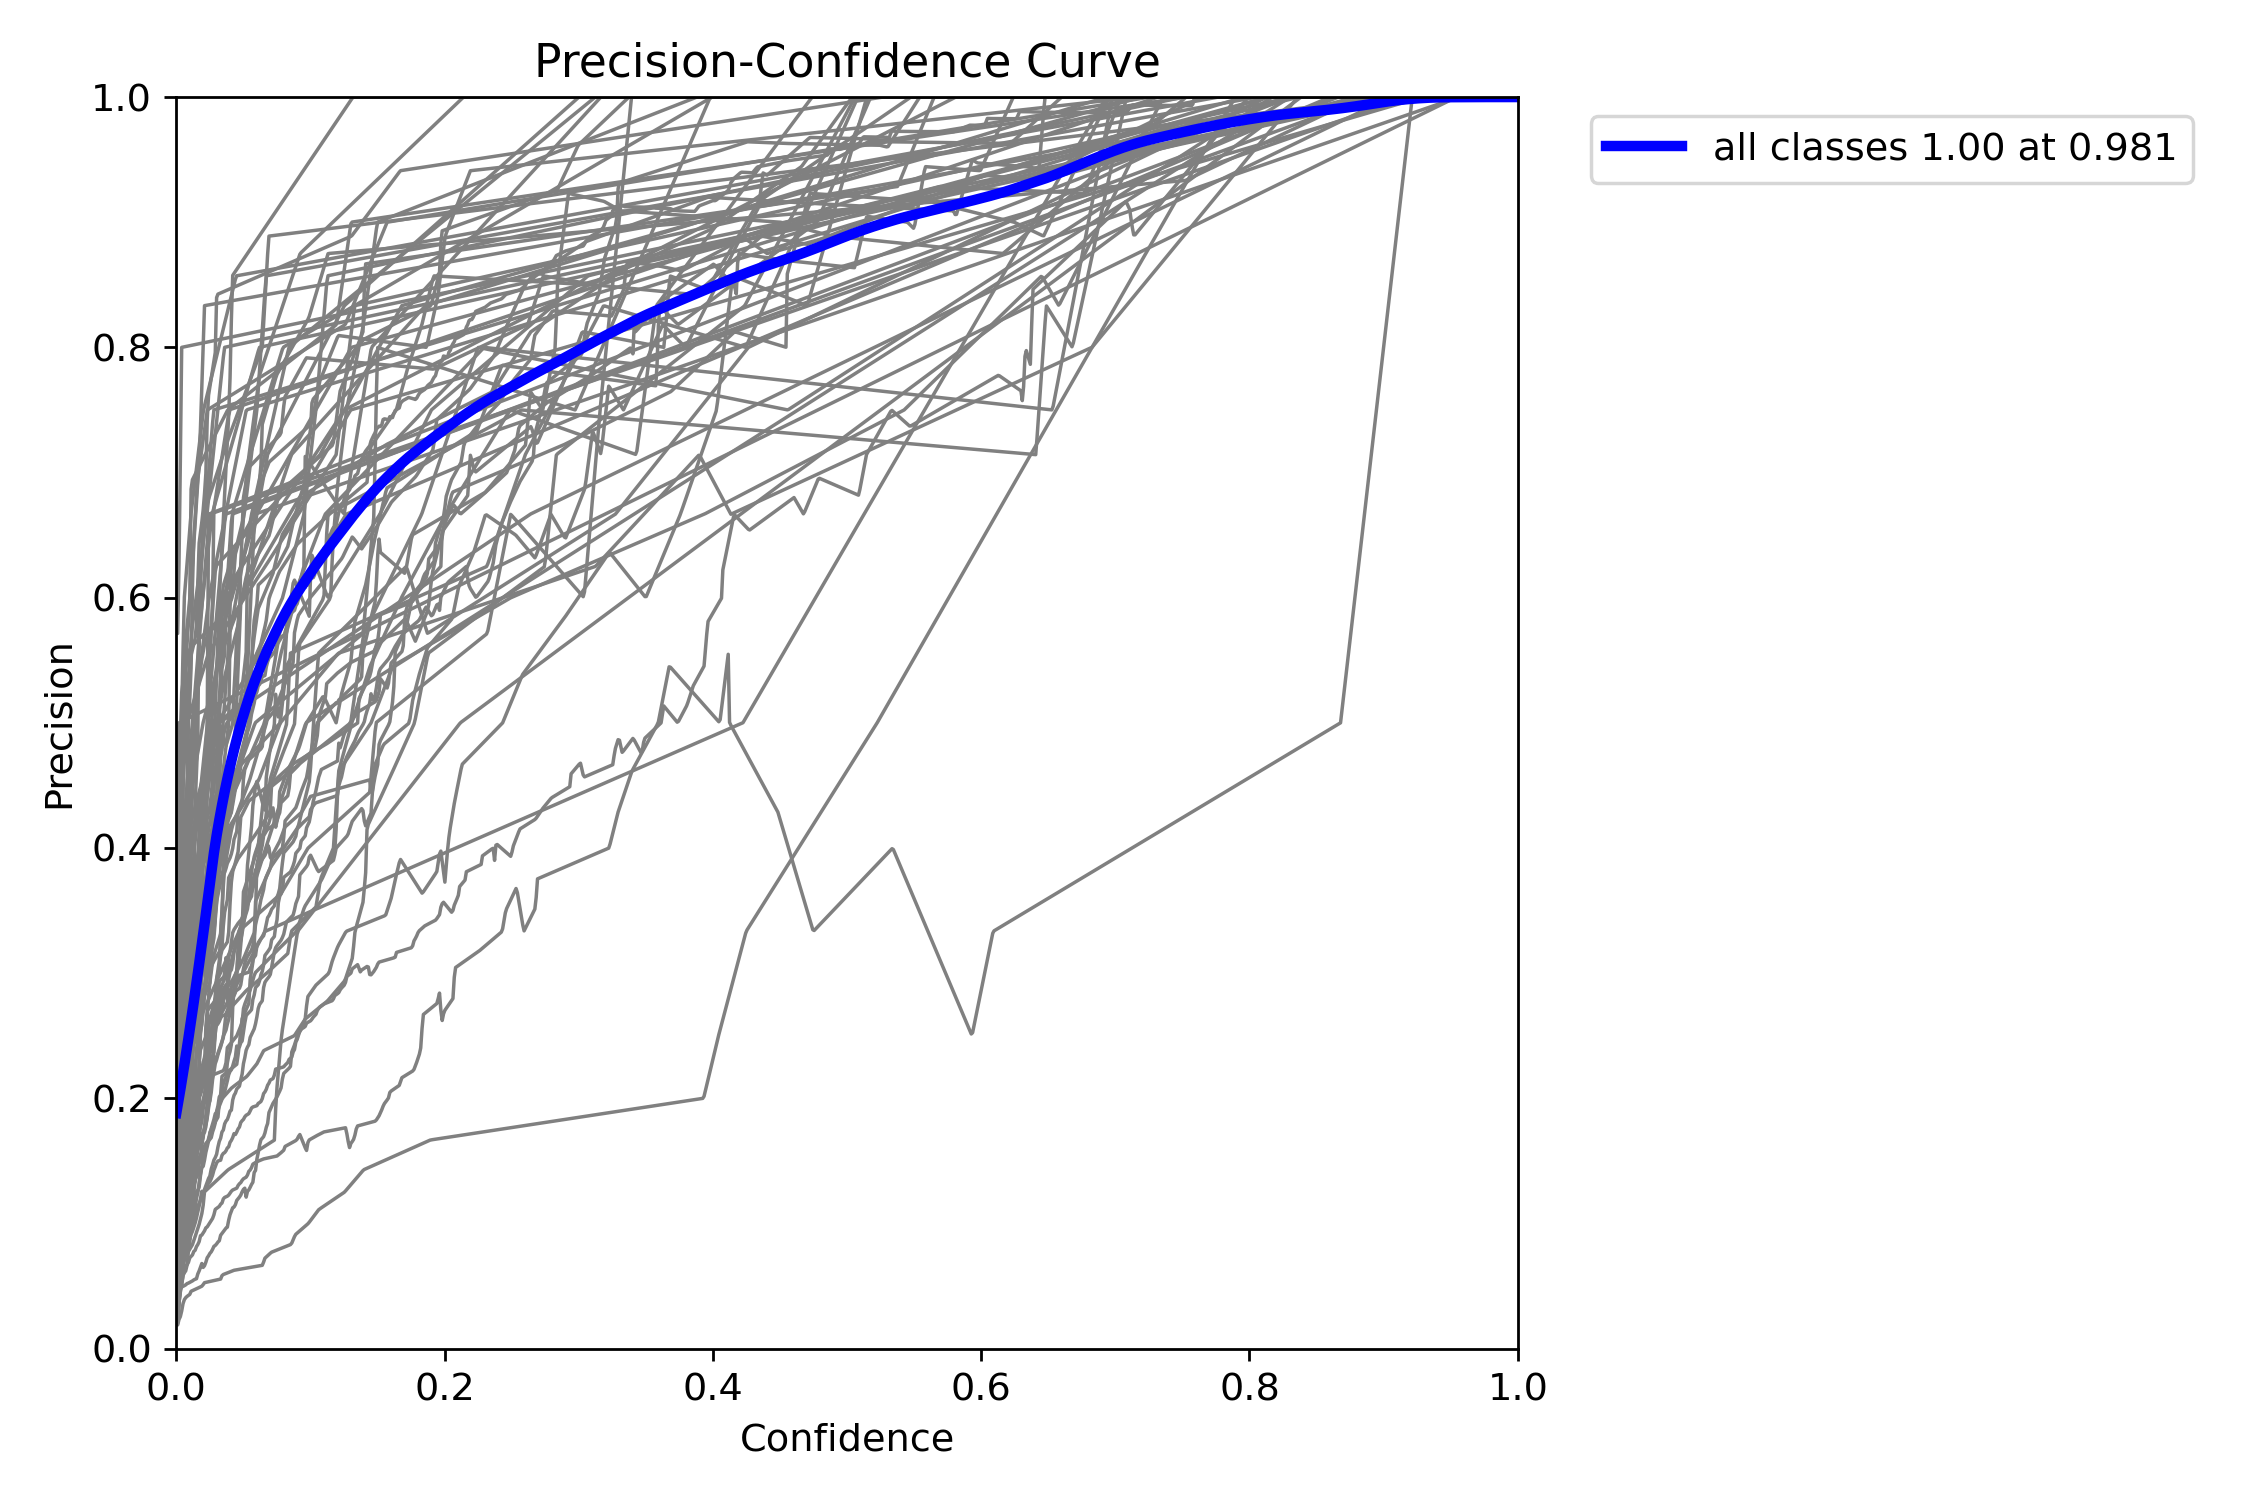 Precision-Confidence Curve
1.0
0.8
0.6
0.4
0.2
0.0
Precision
0.0 0.2 0.4 0.6 0.8 1.0
Confidence
all classes 1.00 at 0.981